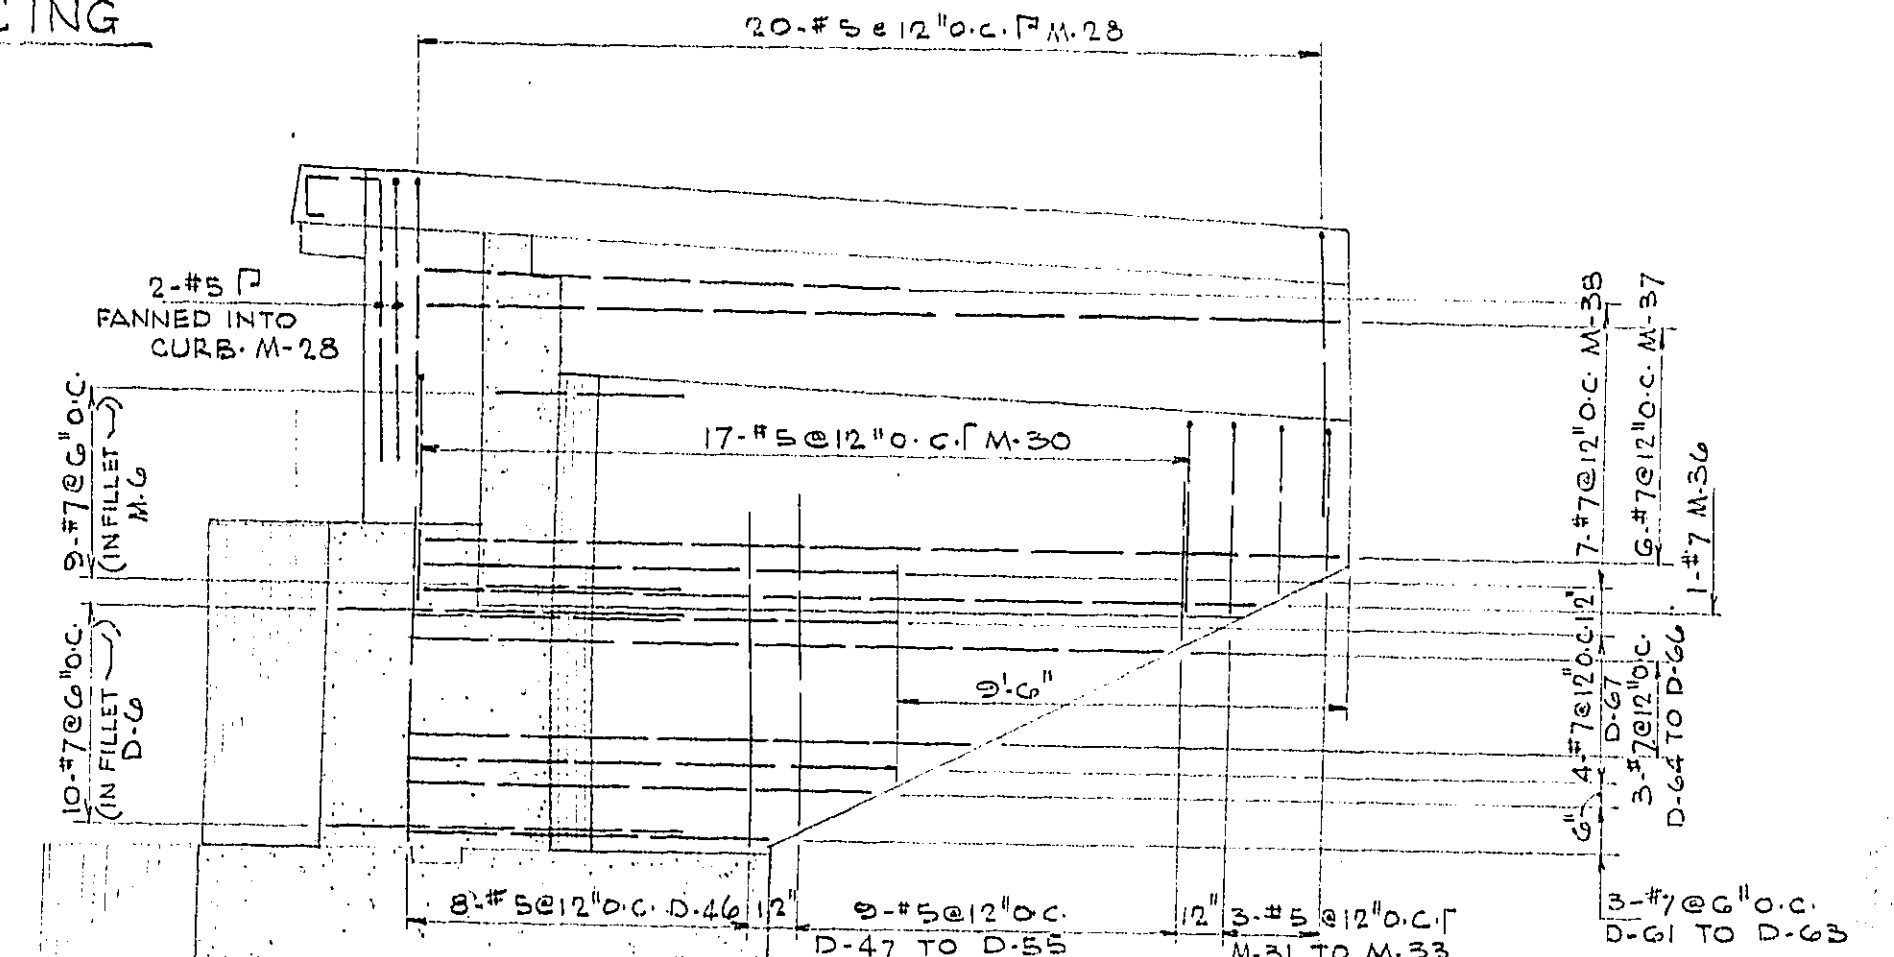 CING
20-#5@12"O.C. M-28
2-#5
FANNED INTO
CURB. M-28
9-#7@6"O.C.
(IN FILLET)
M-6
17-#5@12"O.C. M-30
7-#7@12"O.C. M-38
6-#7@12"O.C. M-37
1-#7 M-36
10-#7@6"O.C.
(IN FILLET)
D-6
9'-6"
12"
4-#7@12"O.C.
D-67
3-#7@12"O.C.
D-64 TO D-66
6"
8-#5@12"O.C. D-46
12"
9-#5@12"O.C.
D-47 TO D-55
12"
3-#5@12"O.C.
M-31 TO M-33
3-#7@6"O.C.
D-61 TO D-63